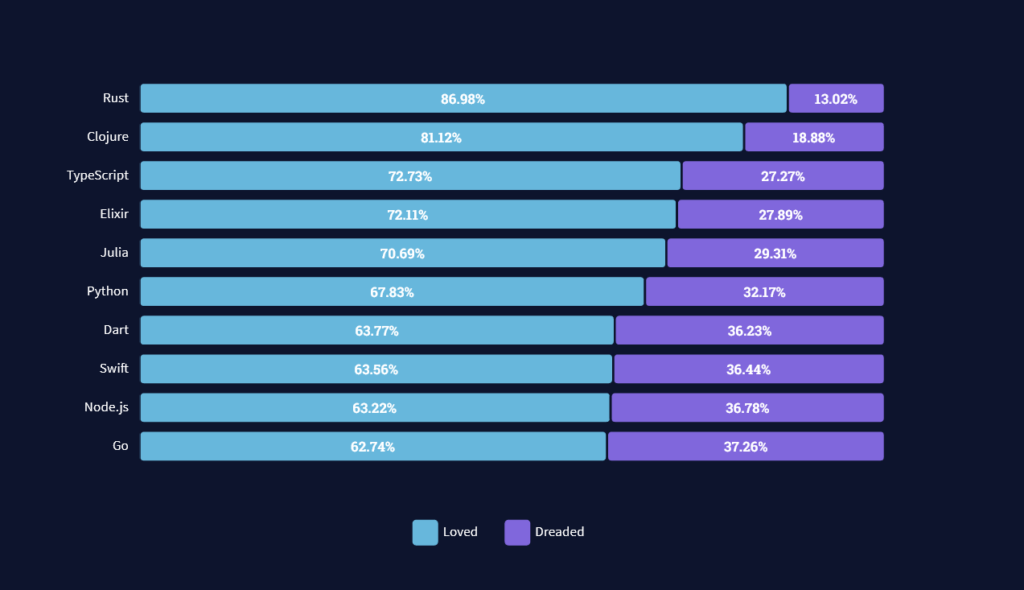 Rust 86.98% 13.02%
Clojure 81.12% 18.88%
TypeScript 72.73% 27.27%
Elixir 72.11% 27.89%
Julia 70.69% 29.31%
Python 67.83% 32.17%
Dart 63.77% 36.23%
Swift 63.56% 36.44%
Node.js 63.22% 36.78%
Go 62.74% 37.26%
Loved Dreaded